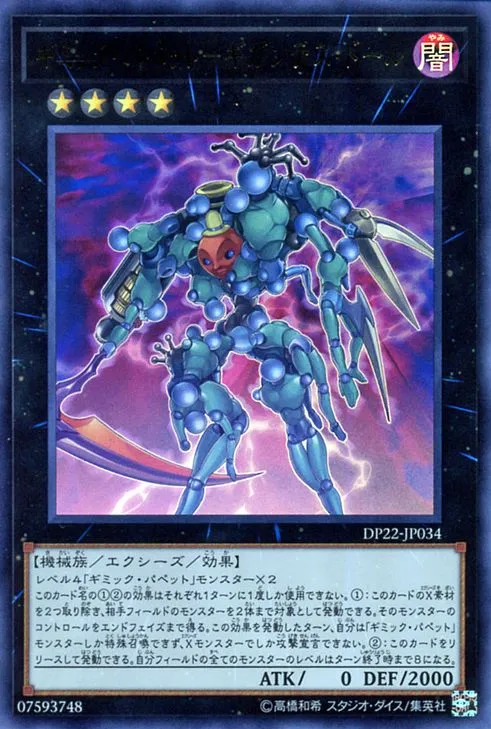 闇
やみ
DP22-JP034
【機械族／エクシーズ／効果】
レベル４「ギミック・パペット」モンスター×２
このカード名の①②の効果はそれぞれ１ターンに１度しか使用できない。①：このカードのX素材
を２つ取り除き、相手フィールドのモンスターを２体まで対象として発動できる。そのモンスターの
コントロールをエンドフェイズまで得る。この効果を発動したターン、自分は「ギミック・パペット」
モンスターしか特殊召喚できず、Xモンスターでしか攻撃宣言できない。②：このカードをリ
リースして発動できる。自分フィールドの全てのモンスターのレベルはターン終了時まで８になる。
ATK/ 0 DEF/2000
07593748
©高橋和希 スタジオ・ダイス/集英社